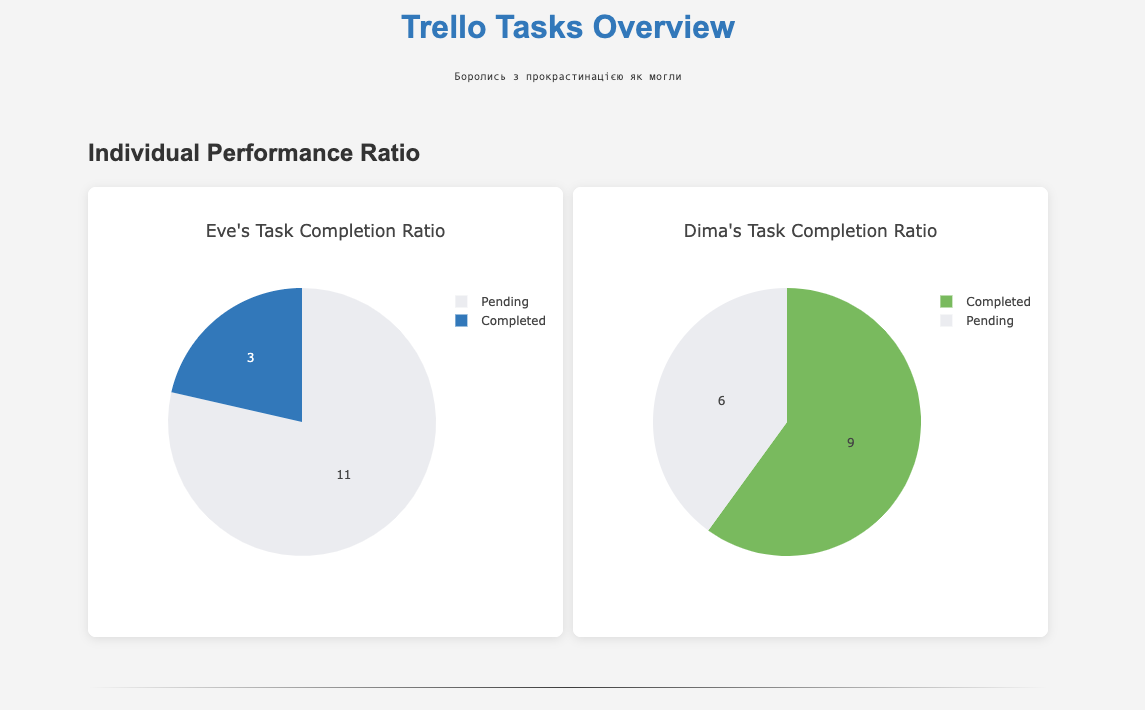 Trello Tasks Overview
Боролись з прокрастинацією як могли
Individual Performance Ratio
Eve's Task Completion Ratio
Pending
Completed
3
11
Dima's Task Completion Ratio
Completed
Pending
6
9